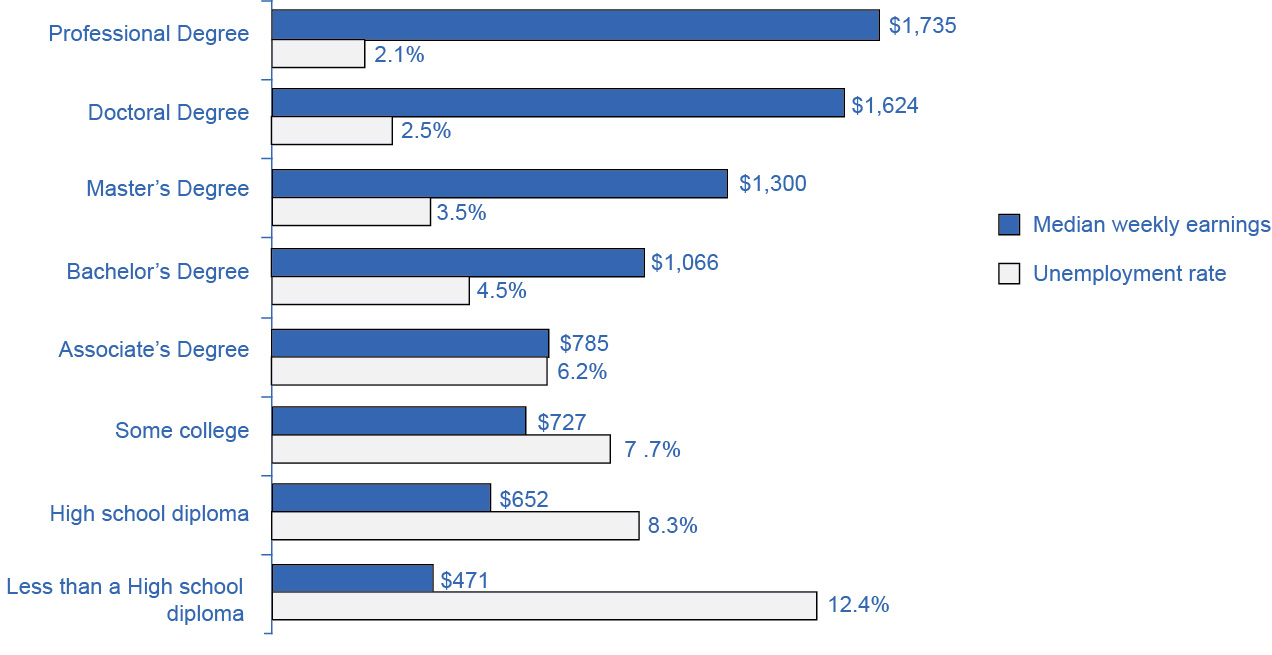 Professional Degree
$1,735
2.1%
Doctoral Degree
$1,624
2.5%
Master’s Degree
$1,300
3.5%
Bachelor’s Degree
$1,066
4.5%
Associate’s Degree
$785
6.2%
Some college
$727
7 .7%
High school diploma
$652
8.3%
Less than a High school
diploma
$471
12.4%
Median weekly earnings
Unemployment rate